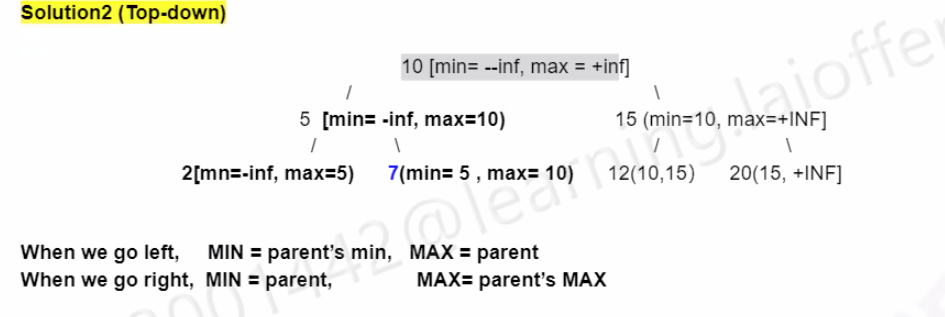 Solution2 (Top-down)
10 [min= --inf, max = +inf]
/ \
5 [min= -inf, max=10) 15 (min=10, max=+INF]
/ \ / \
2[mn=-inf, max=5) 7(min= 5 , max= 10) 12(10,15) 20(15, +INF]
When we go left, MIN = parent's min, MAX = parent
When we go right, MIN = parent, MAX= parent's MAX
001442@learning.laioffer